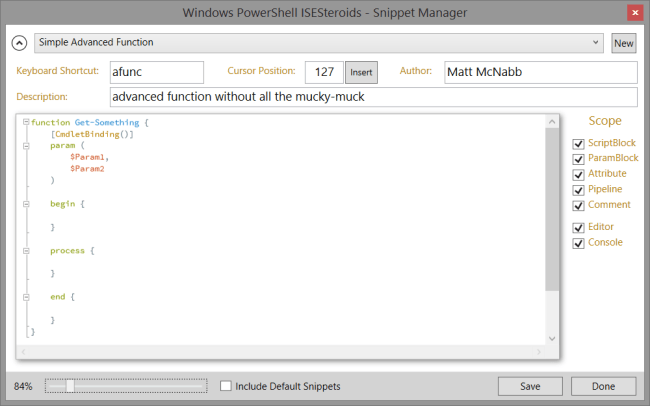 Windows PowerShell ISESteroids - Snippet Manager
Simple Advanced Function
New
Keyboard Shortcut: afunc Cursor Position: 127 Insert Author: Matt McNabb
Description: advanced function without all the mucky-muck
function Get-Something {
    [CmdletBinding()]
    param (
        $Param1,
        $Param2
    )

    begin {

    }

    process {

    }

    end {

    }
}
Scope
ScriptBlock
ParamBlock
Attribute
Pipeline
Comment
Editor
Console
84% Include Default Snippets Save Done